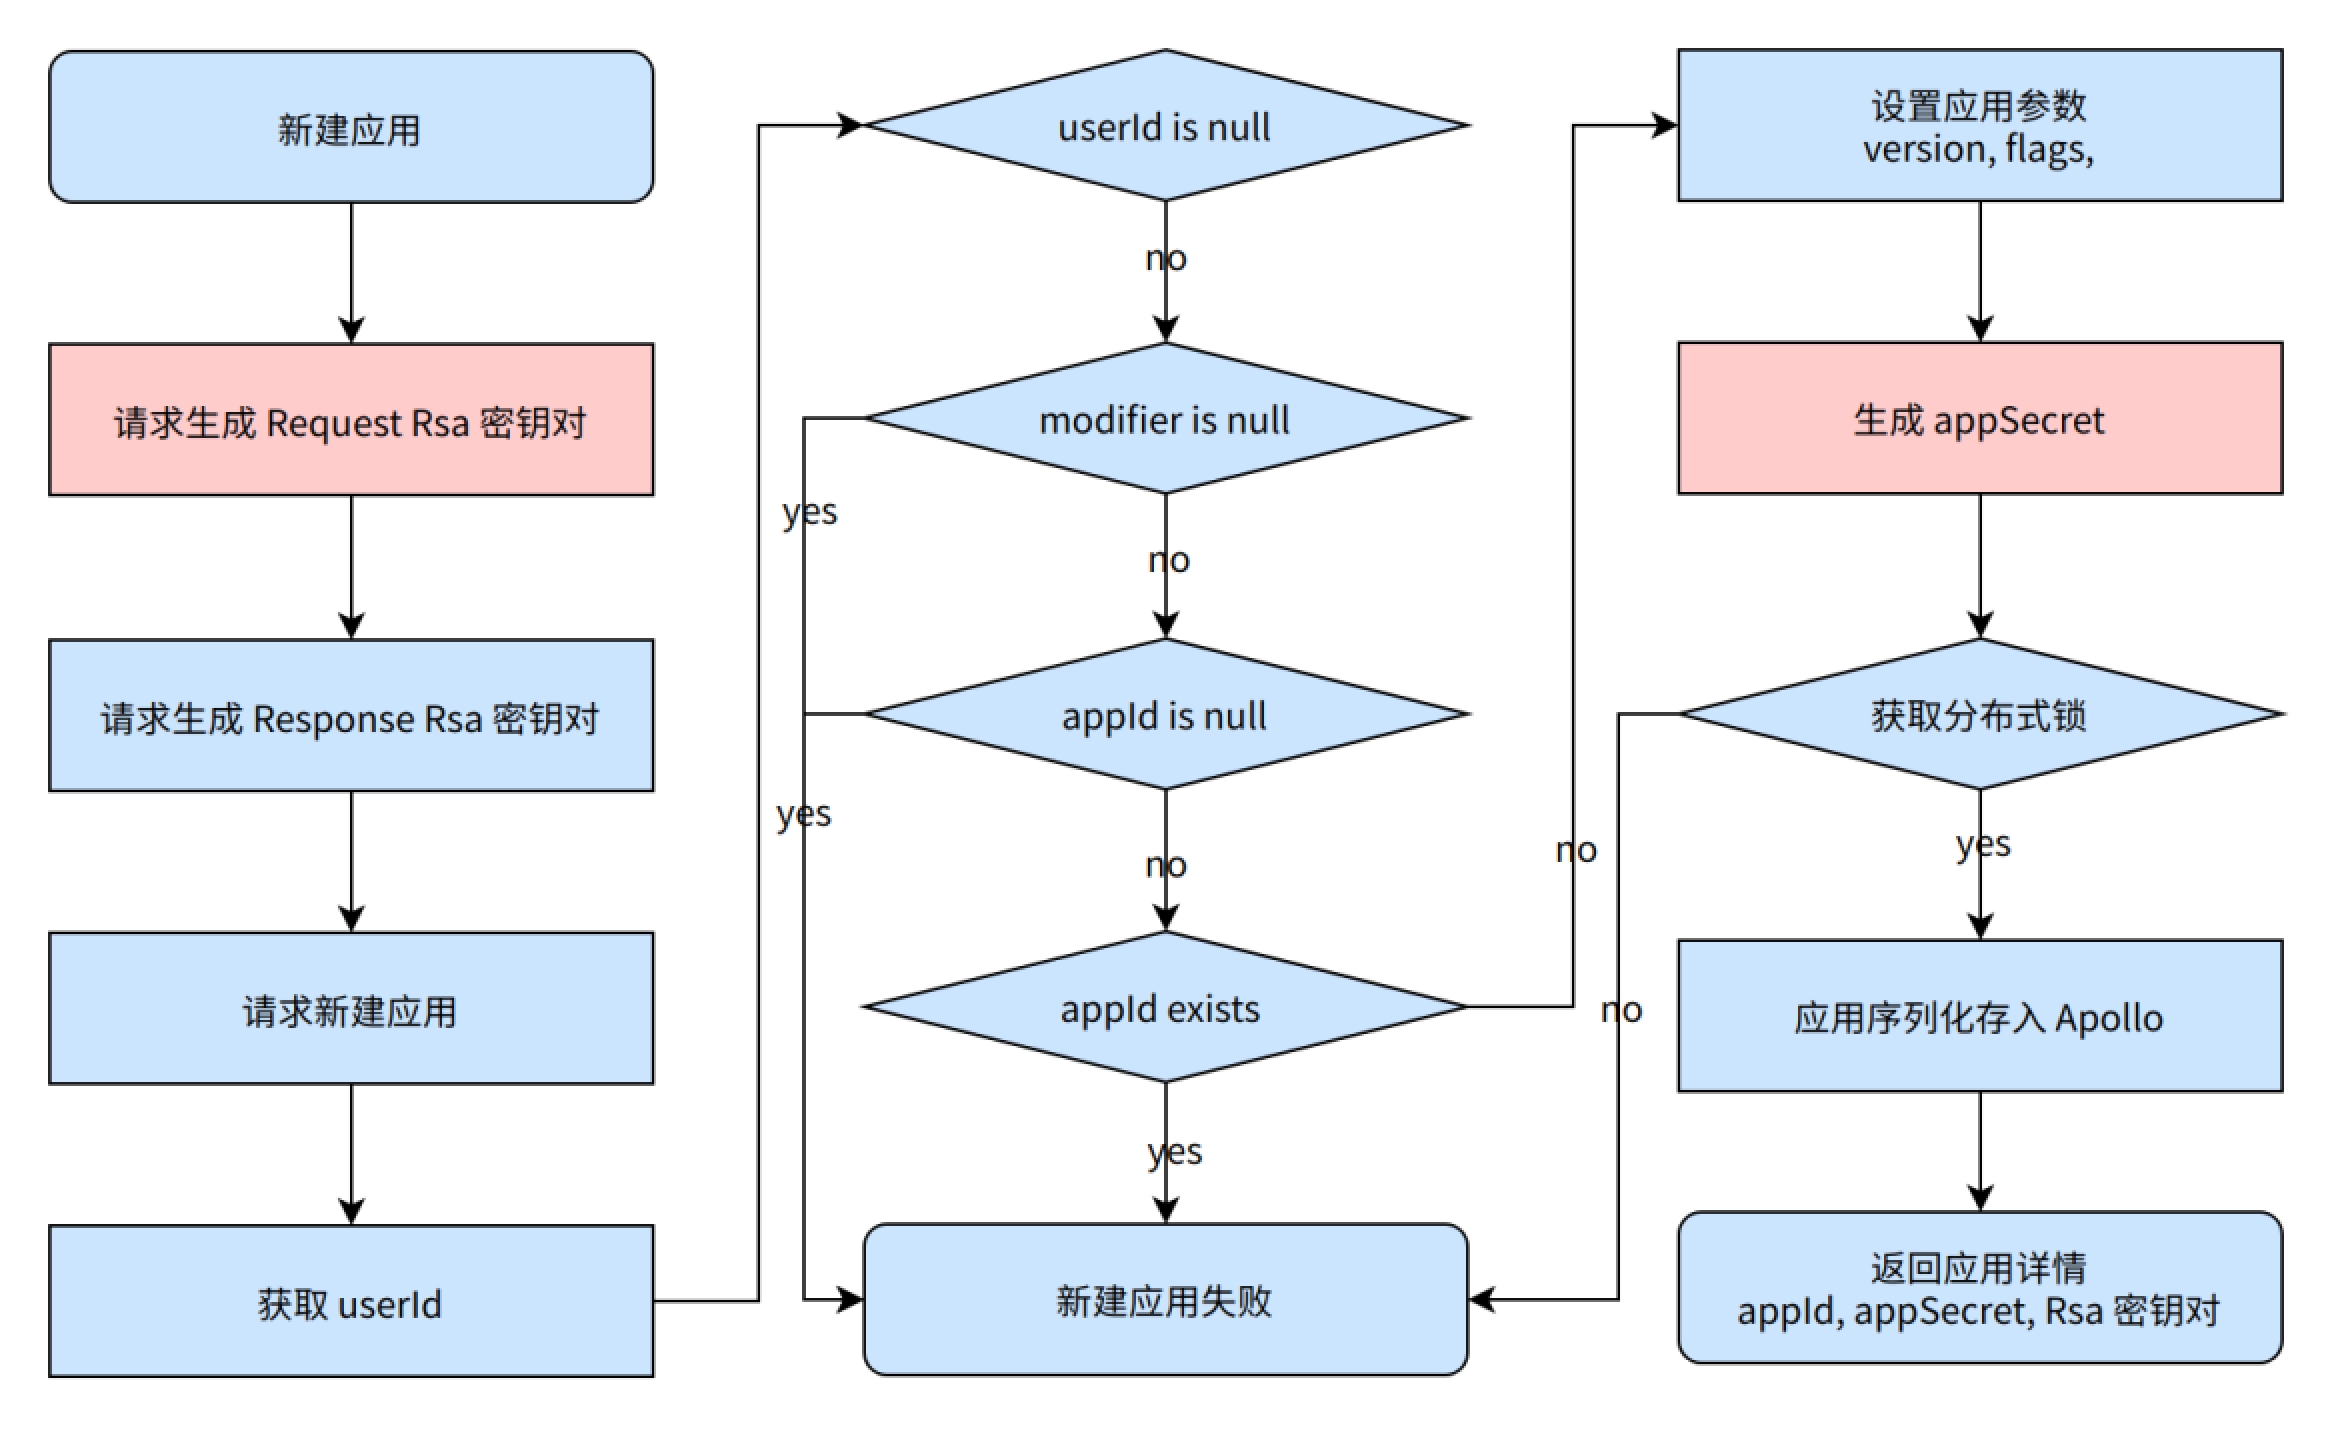 新建应用
请求生成 Request Rsa 密钥对
请求生成 Response Rsa 密钥对
请求新建应用
获取 userId
userId is null
no
modifier is null
yes
no
appId is null
yes
no
appId exists
yes
新建应用失败
no
no
设置应用参数
version, flags,
生成 appSecret
获取分布式锁
yes
应用序列化存入 Apollo
返回应用详情
appId, appSecret, Rsa 密钥对